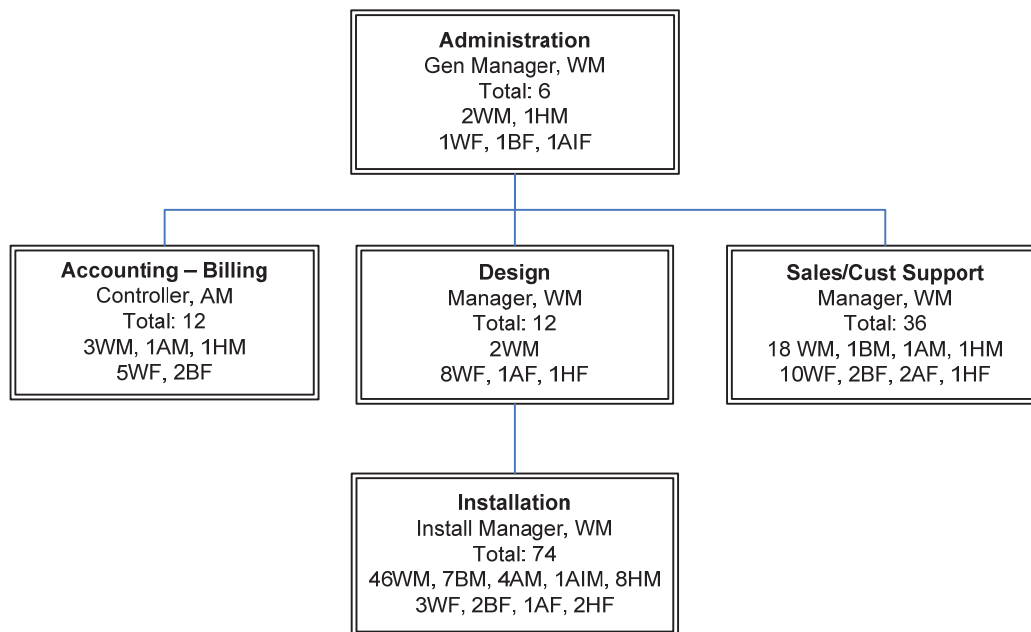 Administration
Gen Manager, WM
Total: 6
2WM, 1HM
1WF, 1BF, 1AIF
Accounting – Billing
Controller, AM
Total: 12
3WM, 1AM, 1HM
5WF, 2BF
Design
Manager, WM
Total: 12
2WM
8WF, 1AF, 1HF
Sales/Cust Support
Manager, WM
Total: 36
18 WM, 1BM, 1AM, 1HM
10WF, 2BF, 2AF, 1HF
Installation
Install Manager, WM
Total: 74
46WM, 7BM, 4AM, 1AIM, 8HM
3WF, 2BF, 1AF, 2HF